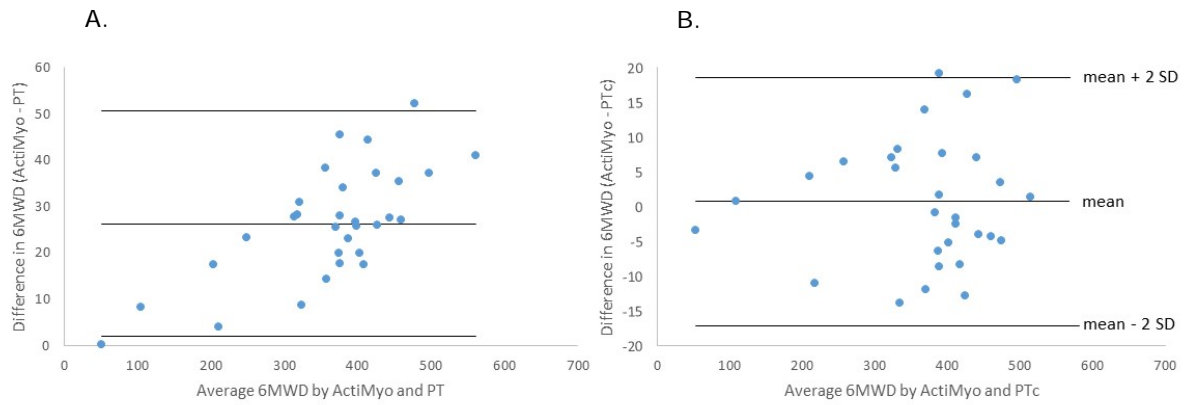 A.
60
50
40
30
20
10
0
0 100 200 300 400 500 600 700
Difference in 6MWD (ActiMyo - PT)
Average 6MWD by ActiMyo and PT
B.
20
15
10
5
0
-5
-10
-15
-20
0 100 200 300 400 500 600 700
Difference in 6MWD (ActiMyo - PTc)
Average 6MWD by ActiMyo and PTc
mean + 2 SD
mean
mean - 2 SD